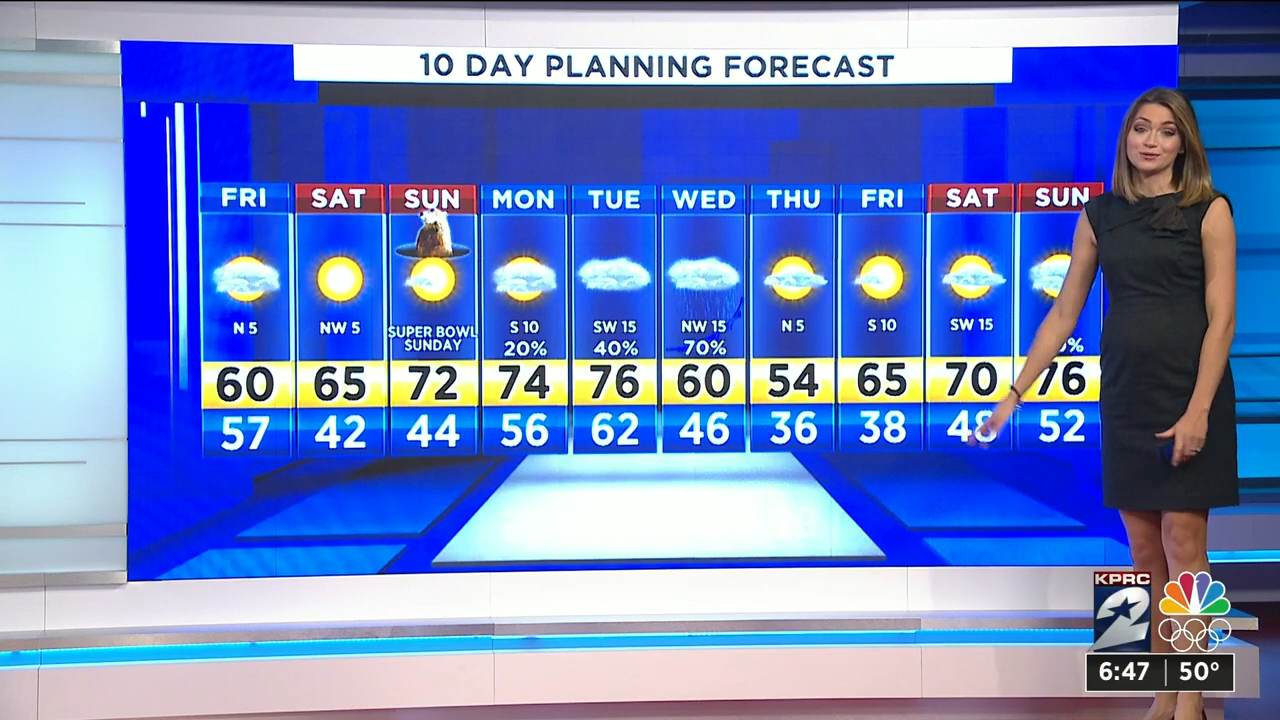 10 DAY PLANNING FORECAST
FRI SAT SUN MON TUE WED THU FRI SAT SUN
N 5 NW 5 SUPER BOWL SUNDAY S 10 SW 15 NW 15 N 5 S 10 SW 15
20% 40% 70%
60 65 72 74 76 60 54 65 70 76
57 42 44 56 62 46 36 38 48 52
KPRC
2
6:47 50°